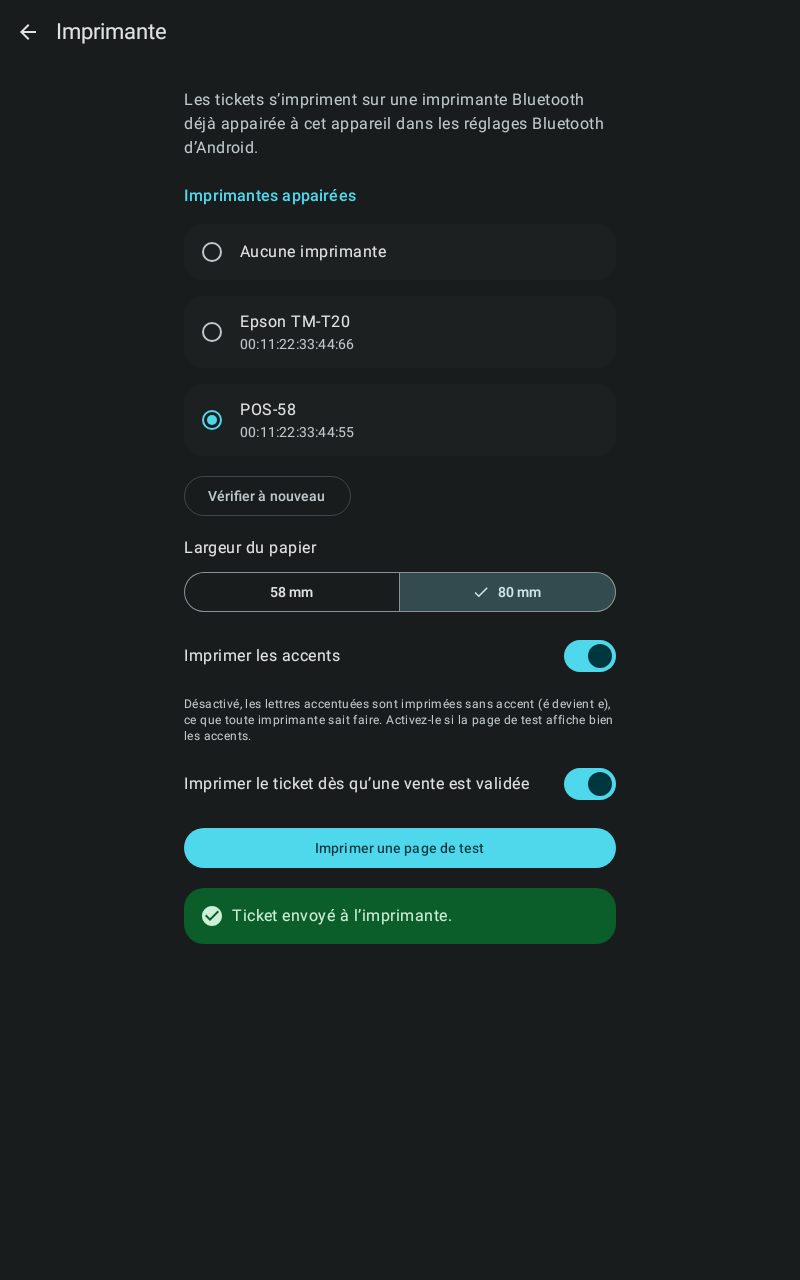 Imprimante
Les tickets s’impriment sur une imprimante Bluetooth
déjà appairée à cet appareil dans les réglages Bluetooth
d’Android.
Imprimantes appairées
Aucune imprimante
Epson TM-T20
00:11:22:33:44:66
POS-58
00:11:22:33:44:55
Vérifier à nouveau
Largeur du papier
58 mm
80 mm
Imprimer les accents
Désactivé, les lettres accentuées sont imprimées sans accent (é devient e),
ce que toute imprimante sait faire. Activez-le si la page de test affiche bien
les accents.
Imprimer le ticket dès qu’une vente est validée
Imprimer une page de test
Ticket envoyé à l’imprimante.